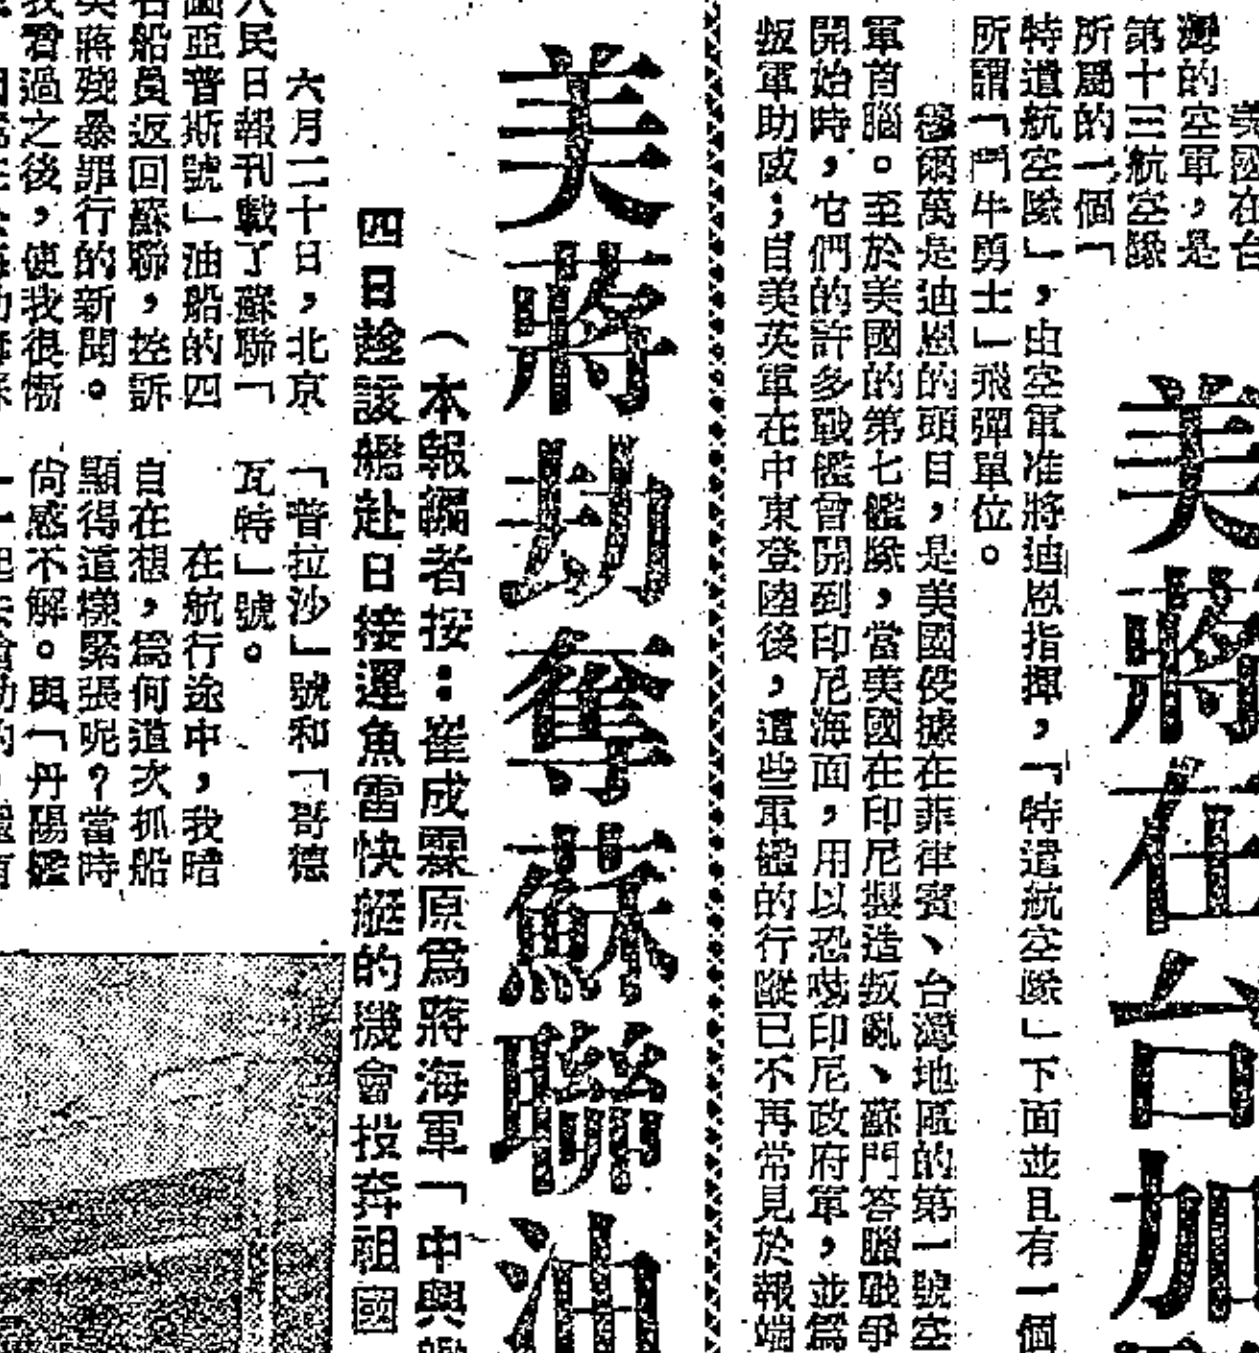 美國在台
灣的空軍，是
第十三航空隊
所屬的一個「
特遣航空隊」，由空軍准將迪恩指揮，「特遣航空隊」下面並且有一個
所謂「鬥牛勇士」飛彈單位。
穆爾萬是迪恩的頭目，是美國侵據在菲律賓、台灣地區的第一號空
軍首腦。至於美國的第七艦隊，當美國在印尼製造叛亂、蘇門答臘戰爭
開始時，它們的許多戰艦曾開到印尼海面，用以恐嚇印尼政府軍，並為
叛軍助威；自美英軍在中東登陸後，這些軍艦的行蹤已不再常見於報端
美蔣在台加
美蔣劫奪蘇聯油
（本報編者按：崔成霖原爲蔣海軍「中興
四日趁該艦赴日接運魚雷快艇的機會投奔祖國
六月二十日，北京
人民日報刊載了蘇聯「
圖亞普斯號」油船的四
名船員返回蘇聯，控訴
美蔣殘暴罪行的新聞。
我看過之後，使我很慚
「普拉沙」號和「哥德
瓦特」號。
在航行途中，我暗
自在想，爲何這次抓船
顯得這樣緊張呢？當時
尚感不解。與「丹陽艦